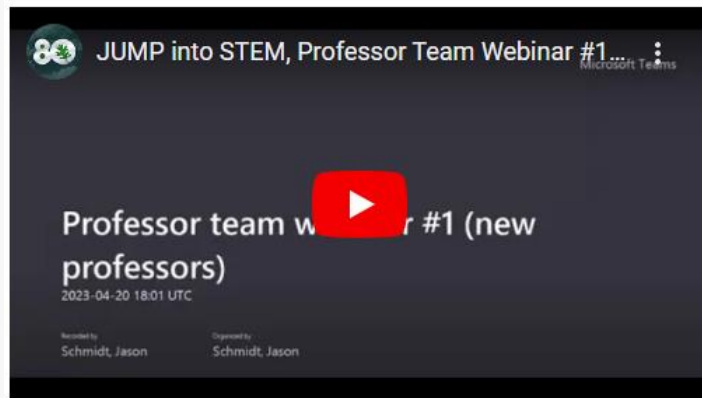 80 JUMP into STEM, Professor Team Webinar #1...
Microsoft Teams
Professor team w r #1 (new
professors)
2023-04-20 18:01 UTC
Recorded by Organized by
Schmidt, Jason Schmidt, Jason